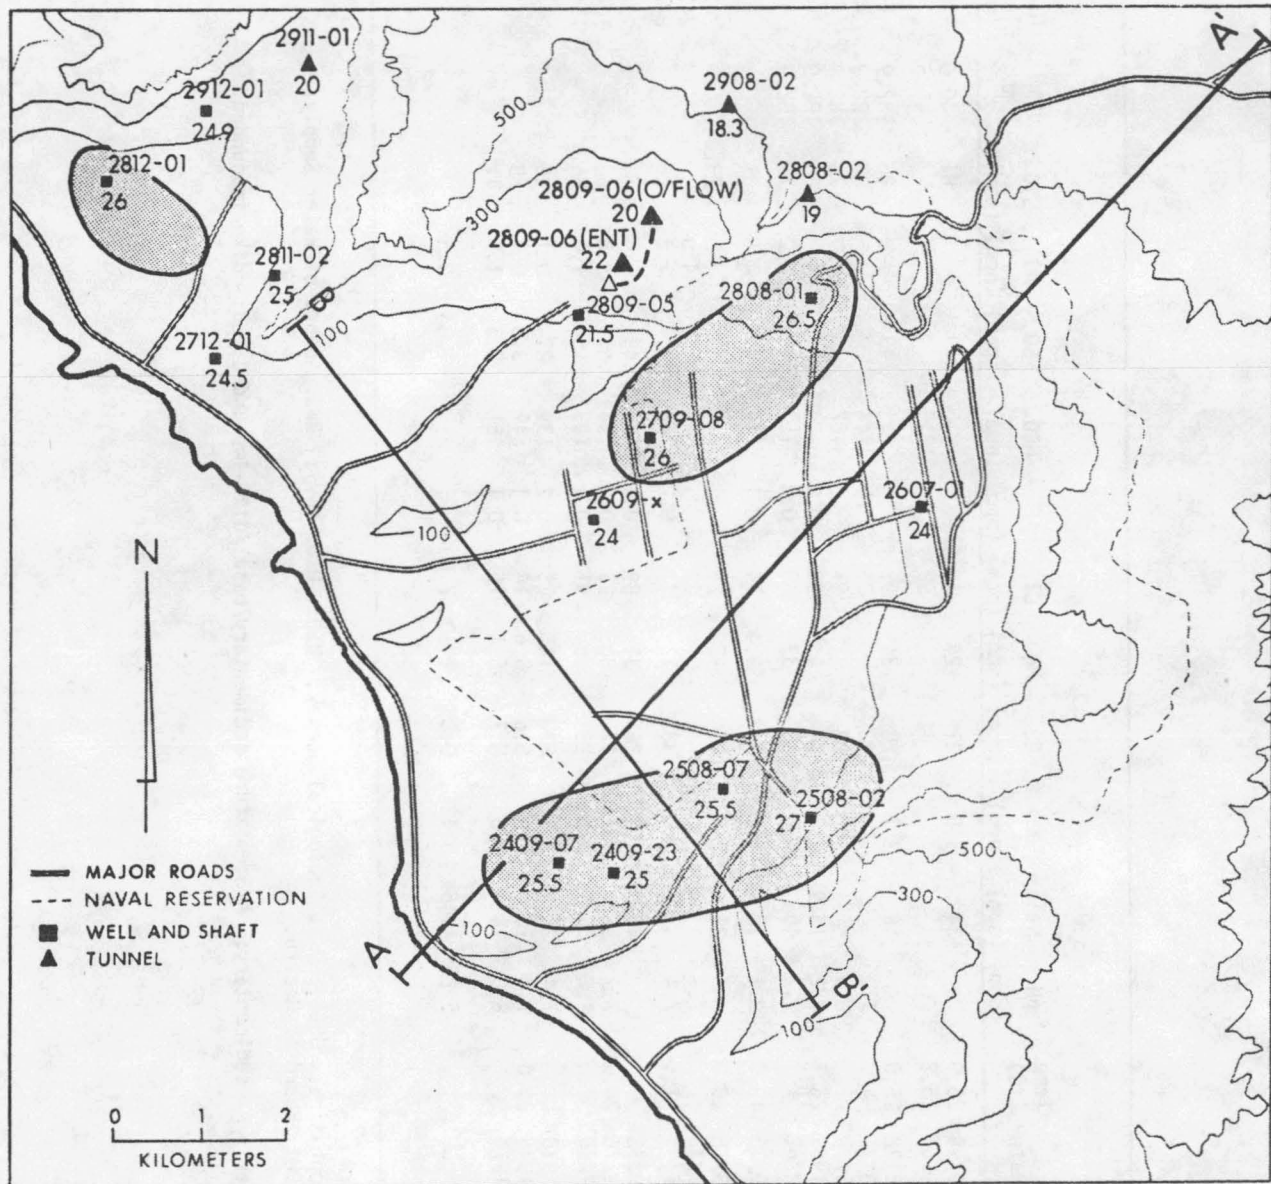 A'
2911-01
20
2912-01
24.9
2908-02
18.3
500
2812-01
26
2808-02
19
2809-06 (O/FLOW)
20
300
2809-06 (ENT)
22
2811-02
25
B
100
2809-05
21.5
2808-01
26.5
2712-01
24.5
2709-08
26
2609-x
24
2607-01
24
100
N
2508-07
25.5
2508-02
27
2409-07
25.5
2409-23
25
500
300
100
MAJOR ROADS
NAVAL RESERVATION
WELL AND SHAFT
TUNNEL
A
B'
100
0 1 2
KILOMETERS